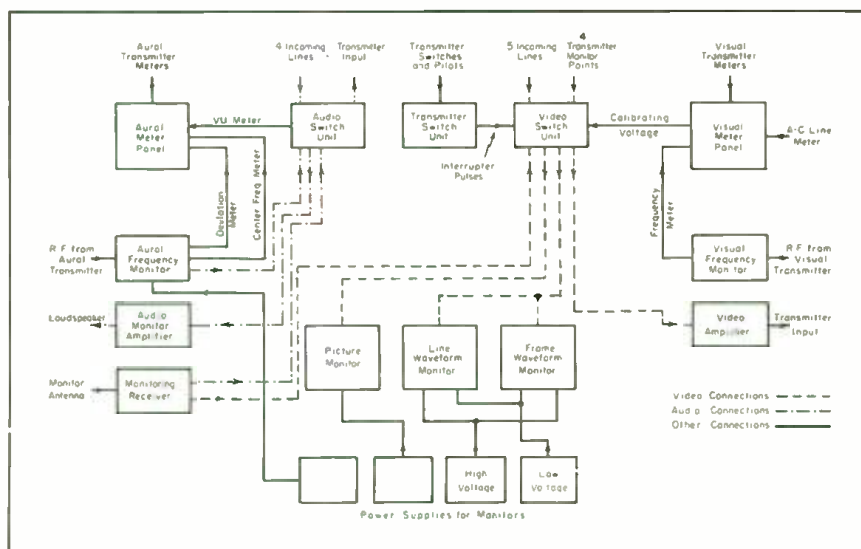 Aural
Transmitter
Meters
4 Incoming
Lines
Transmitter
Input
Transmitter
Switches
and Pilots
5 Incoming
Lines
4
Transmitter
Monitor
Points
Visual
Transmitter
Meters
Aural
Meter
Panel
VU Meter
Audio
Switch
Unit
Transmitter
Switch Unit
Interrupter
Pulses
Video
Switch
Unit
Calibrating
Voltage
Visual
Meter
Panel
A-C Line
Meter
Deviation
Meter
Center Freq Meter
Frequency
Meter
R F from
Aural
Transmitter
Aural
Frequency
Monitor
Visual
Frequency
Monitor
R F from
Visual
Transmitter
Loudspeaker
Audio
Monitor
Amplifier
Picture
Monitor
Line
Waveform
Monitor
Frame
Waveform
Monitor
Video
Amplifier
Transmitter
Input
Monitor
Antenna
Monitoring
Receiver
Video Connections
Audio Connections
Other Connections
High
Voltage
Low
Voltage
Power Supplies for Monitors